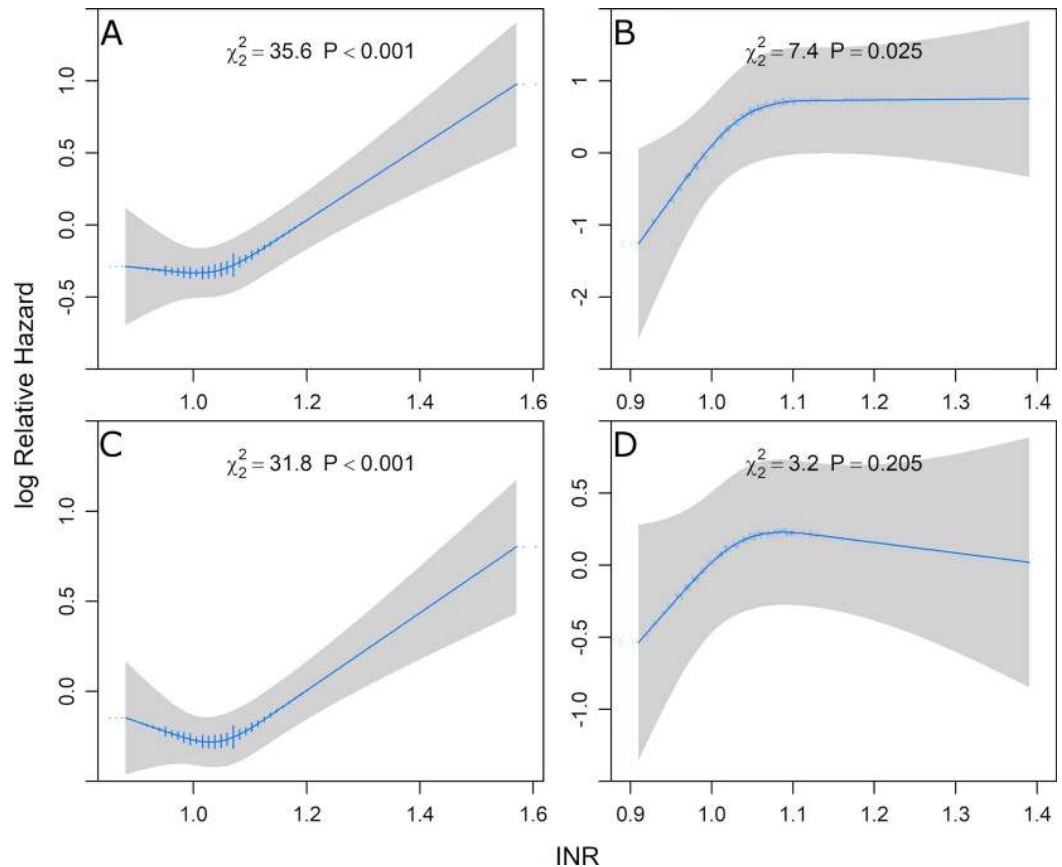 A
χ²₂ = 35.6 P < 0.001
1.0
0.5
0.0
-0.5
1.0 1.2 1.4 1.6
B
χ²₂ = 7.4 P = 0.025
1
0
-1
-2
0.9 1.0 1.1 1.2 1.3 1.4
log Relative Hazard
C
χ²₂ = 31.8 P < 0.001
1.0
0.5
0.0
1.0 1.2 1.4 1.6
D
χ²₂ = 3.2 P = 0.205
0.5
0.0
-0.5
-1.0
0.9 1.0 1.1 1.2 1.3 1.4
INR